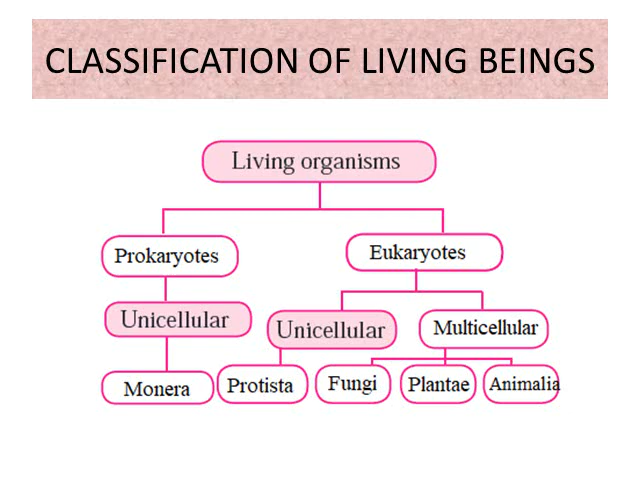 CLASSIFICATION OF LIVING BEINGS
Living organisms
Prokaryotes
Eukaryotes
Unicellular
Unicellular
Multicellular
Monera
Protista
Fungi
Plantae
Animalia